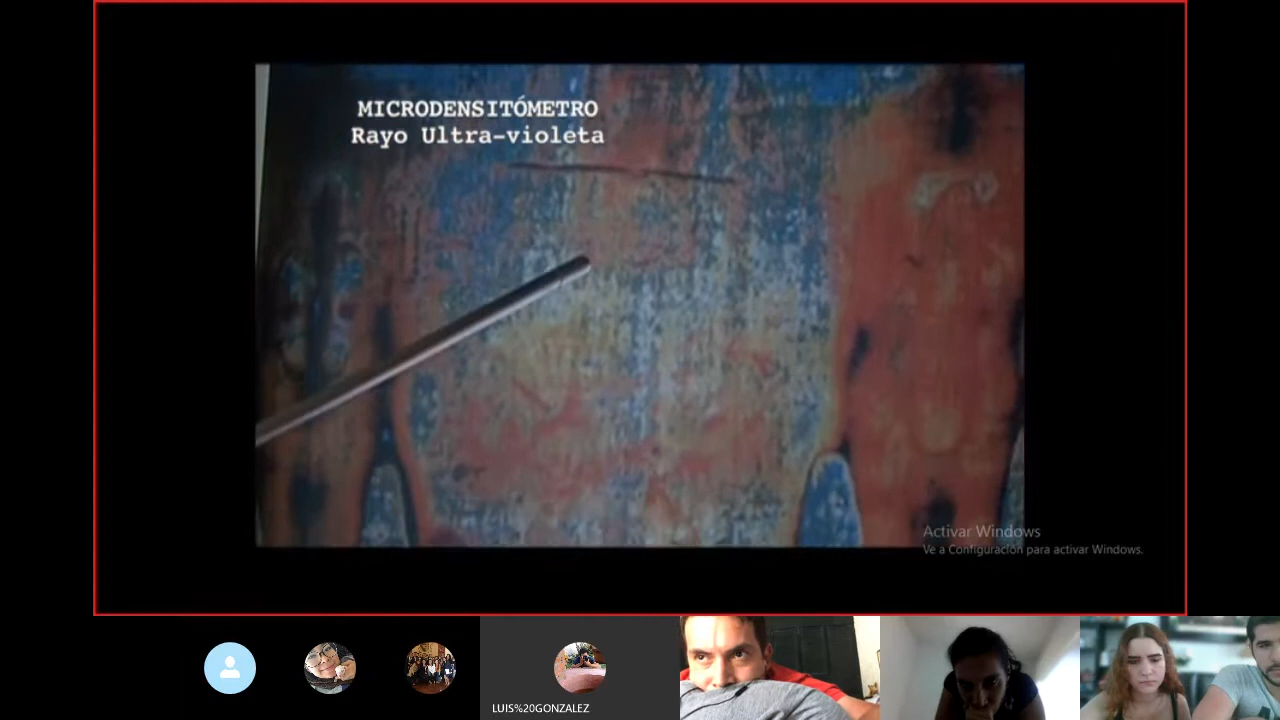 MICRODENSITÓMETRO
Rayo Ultra-violeta
Activar Windows
Ve a Configuración para activar Windows.
LUIS%20GONZALEZ